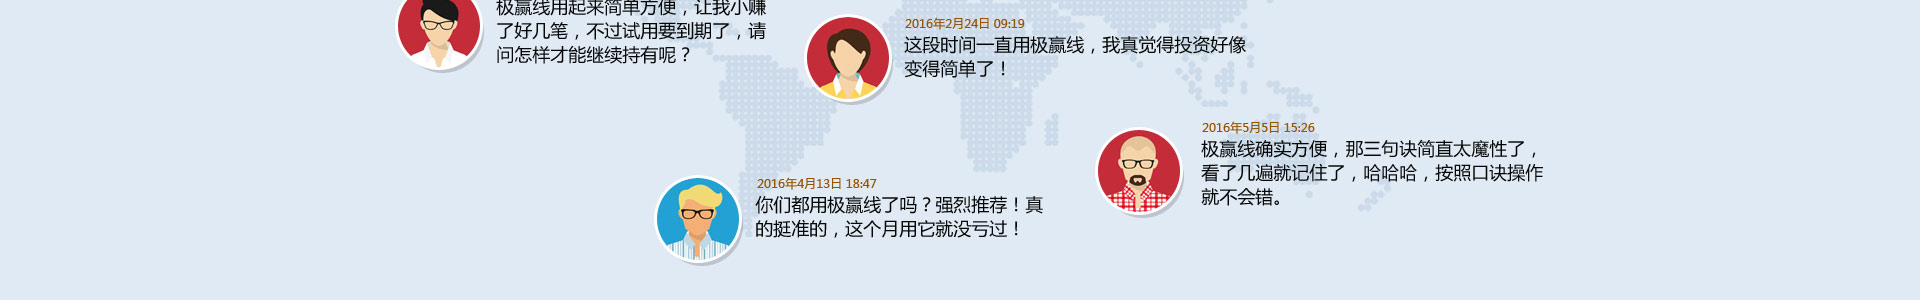 极赢线用起来简单方便，让我小赚
了好几笔，不过试用要到期了，请
问怎样才能继续持有呢？
2016年2月24日 09:19
这段时间一直用极赢线，我真觉得投资好像
变得简单了！
2016年5月5日 15:26
极赢线确实方便，那三句诀简直太魔性了，
看了几遍就记住了，哈哈哈，按照口诀操作
就不会错。
2016年4月13日 18:47
你们都用极赢线了吗？强烈推荐！真
的挺准的，这个月用它就没亏过！